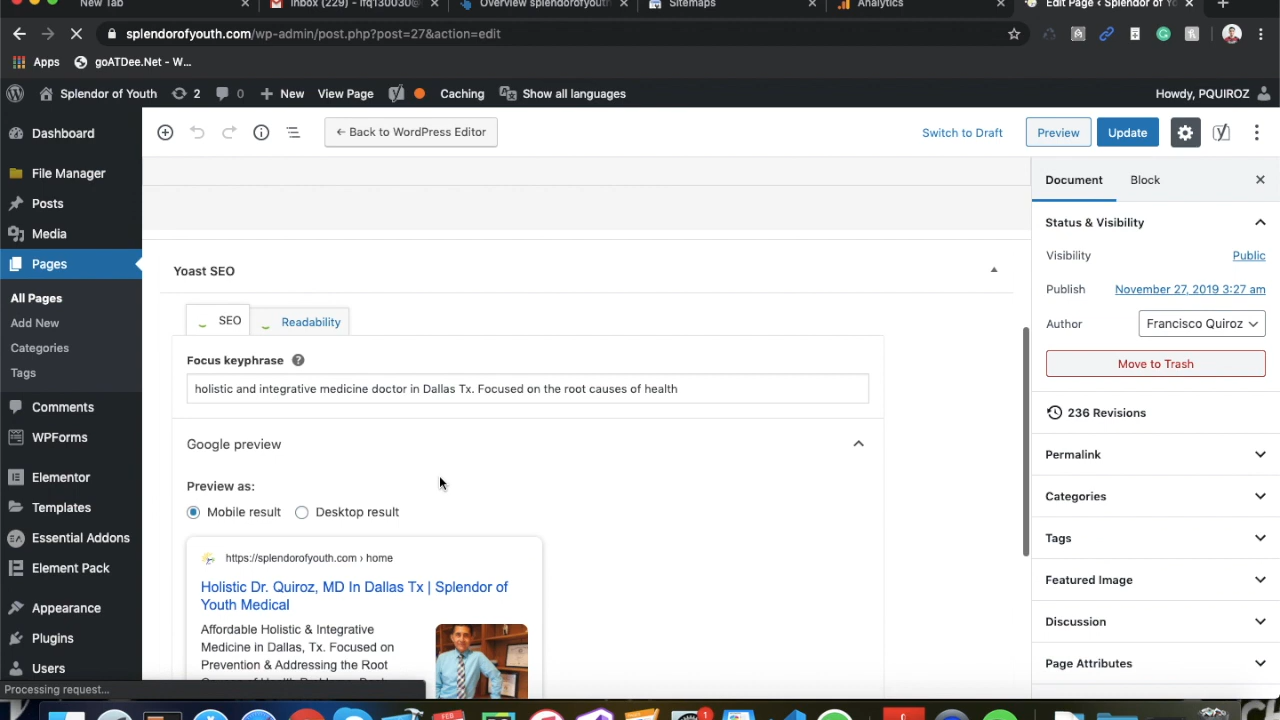 New Tab
Inbox (229) - lfq130030@
Overview splendorofyouth
Sitemaps
Analytics
Edit Page < Splendor of Yo
splendorofyouth.com/wp-admin/post.php?post=27&action=edit
Apps
goATDee.Net - W...
Splendor of Youth
2
0
New
View Page
Caching
Show all languages
Howdy, PQUIROZ
Dashboard
File Manager
Posts
Media
Pages
All Pages
Add New
Categories
Tags
Comments
WPForms
Elementor
Templates
Essential Addons
Element Pack
Appearance
Plugins
Users
Processing request...
← Back to WordPress Editor
Switch to Draft
Preview
Update
Yoast SEO
SEO
Readability
Focus keyphrase
holistic and integrative medicine doctor in Dallas Tx. Focused on the root causes of health
Google preview
Preview as:
Mobile result
Desktop result
https://splendorofyouth.com › home
Holistic Dr. Quiroz, MD In Dallas Tx | Splendor of
Youth Medical
Affordable Holistic & Integrative
Medicine in Dallas, Tx. Focused on
Prevention & Addressing the Root
Document
Block
Status & Visibility
Visibility
Public
Publish
November 27, 2019 3:27 am
Author
Francisco Quiroz
Move to Trash
236 Revisions
Permalink
Categories
Tags
Featured Image
Discussion
Page Attributes
FEB
1